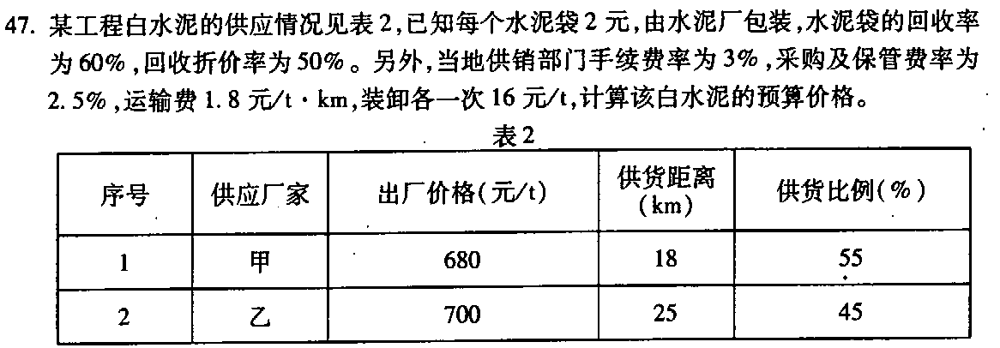 47. 某工程白水泥的供应情况见表2,已知每个水泥袋2元,由水泥厂包装,水泥袋的回收率
为60%,回收折价率为50%。另外,当地供销部门手续费率为3%,采购及保管费率为
2.5%,运输费1.8元/t·km,装卸各一次16元/t,计算该白水泥的预算价格。
表2
序号 供应厂家 出厂价格(元/t) 供货距离(km) 供货比例(%)
1 甲 680 18 55
2 乙 700 25 45